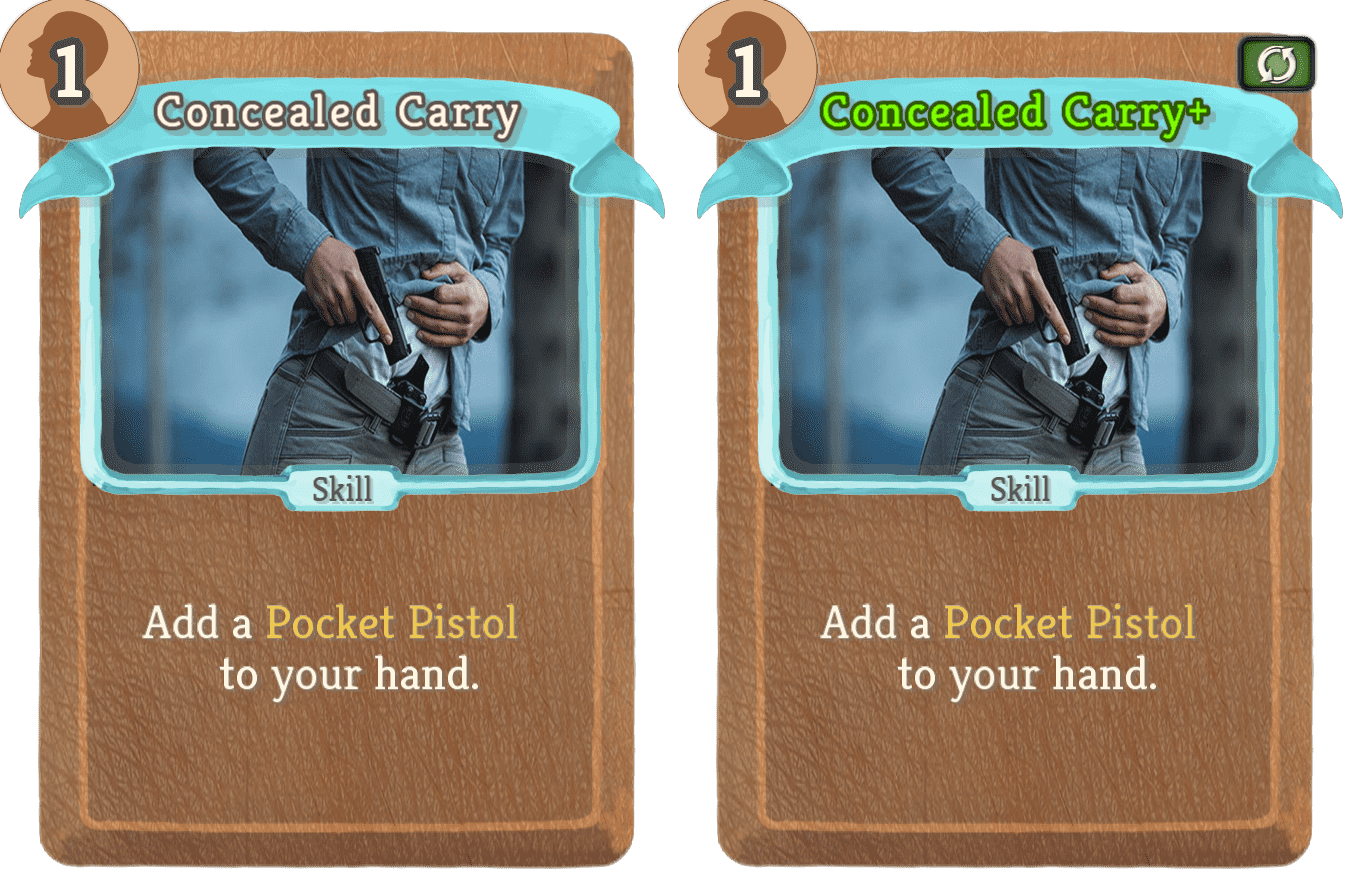 1
Concealed Carry
Skill
Add a Pocket Pistol
to your hand.
1
Concealed Carry+
Skill
Add a Pocket Pistol
to your hand.